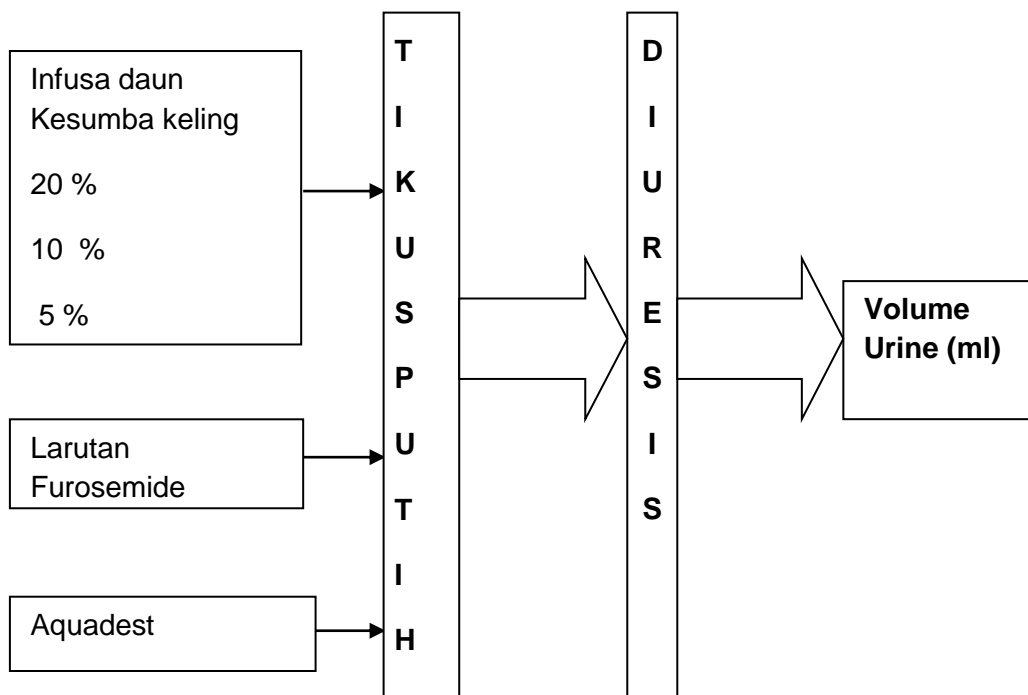 Infusa daun
Kesumba keling
20 %
10 %
5 %
Larutan
Furosemide
Aquadest
T
I
K
U
S
P
U
T
I
H
D
I
U
R
E
S
I
S
Volume
Urine (ml)